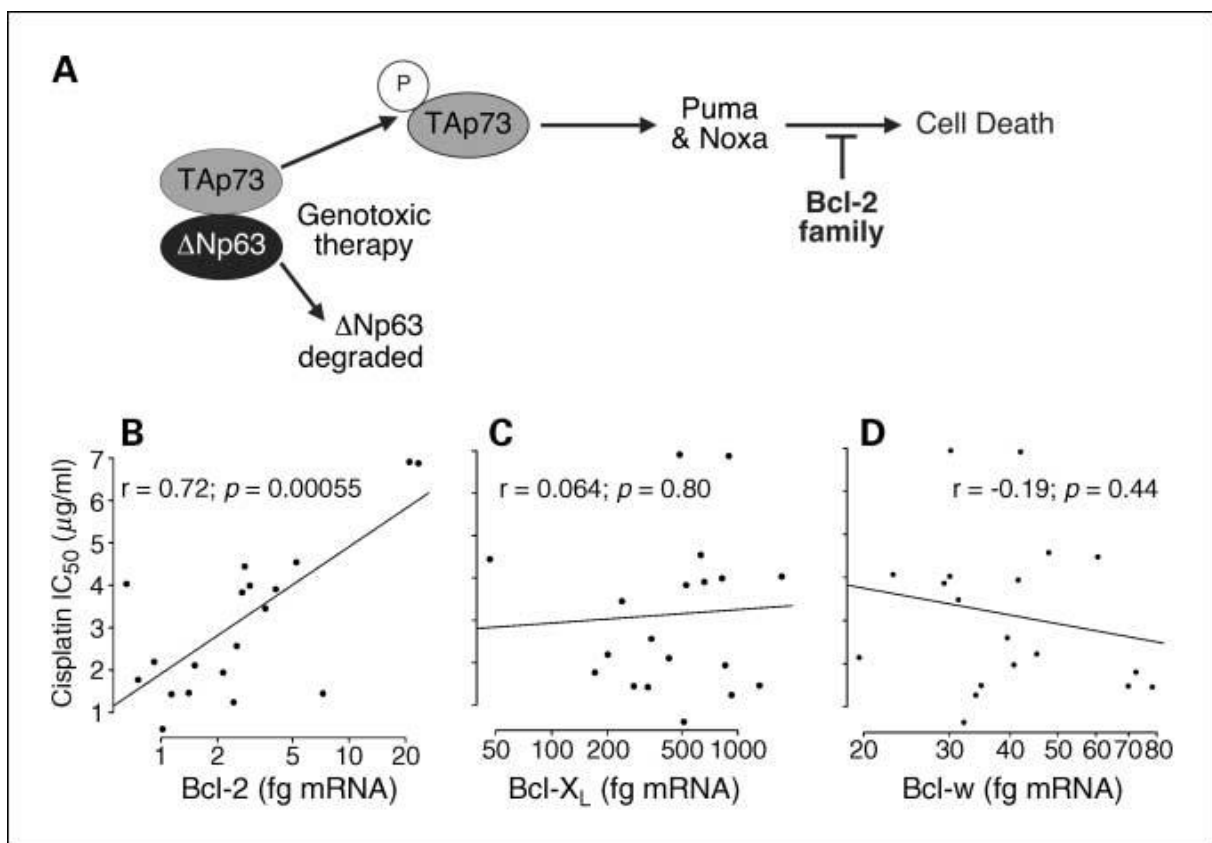 A
P
TAp73
Puma
& Noxa
Cell Death
TAp73
ΔNp63
Genotoxic
therapy
Bcl-2
family
ΔNp63
degraded
B
C
D
Cisplatin IC50 (µg/ml)
7
6
5
4
3
2
1
r = 0.72; p = 0.00055
r = 0.064; p = 0.80
r = -0.19; p = 0.44
1 2 5 10 20
50 100 200 500 1000
20 30 40 50 60 70 80
Bcl-2 (fg mRNA)
Bcl-XL (fg mRNA)
Bcl-w (fg mRNA)